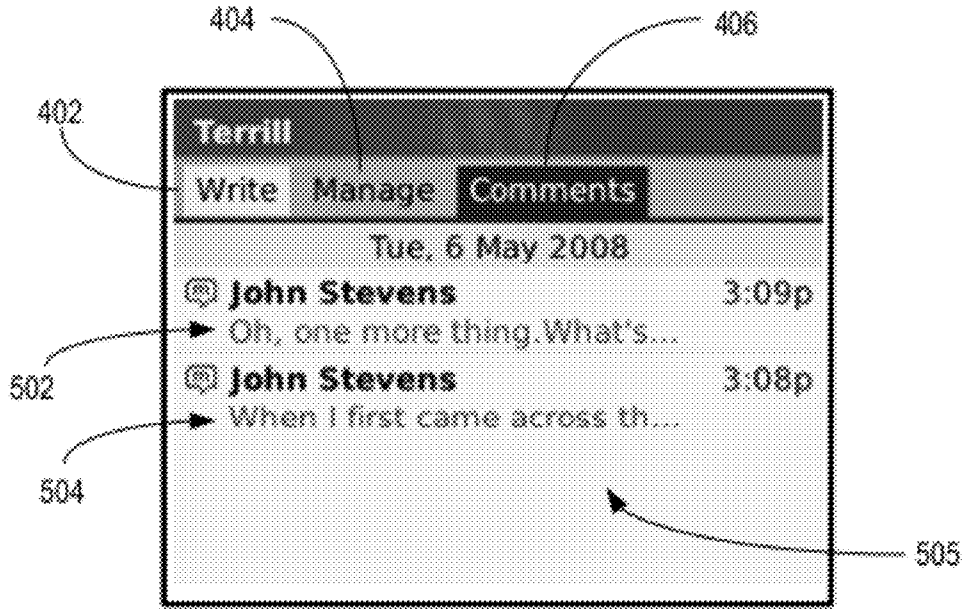 404 406
402
Terrill
Write Manage Comments
Tue, 6 May 2008
John Stevens 3:09p
Oh, one more thing.What's...
502
John Stevens 3:08p
When I first came across th...
504
505